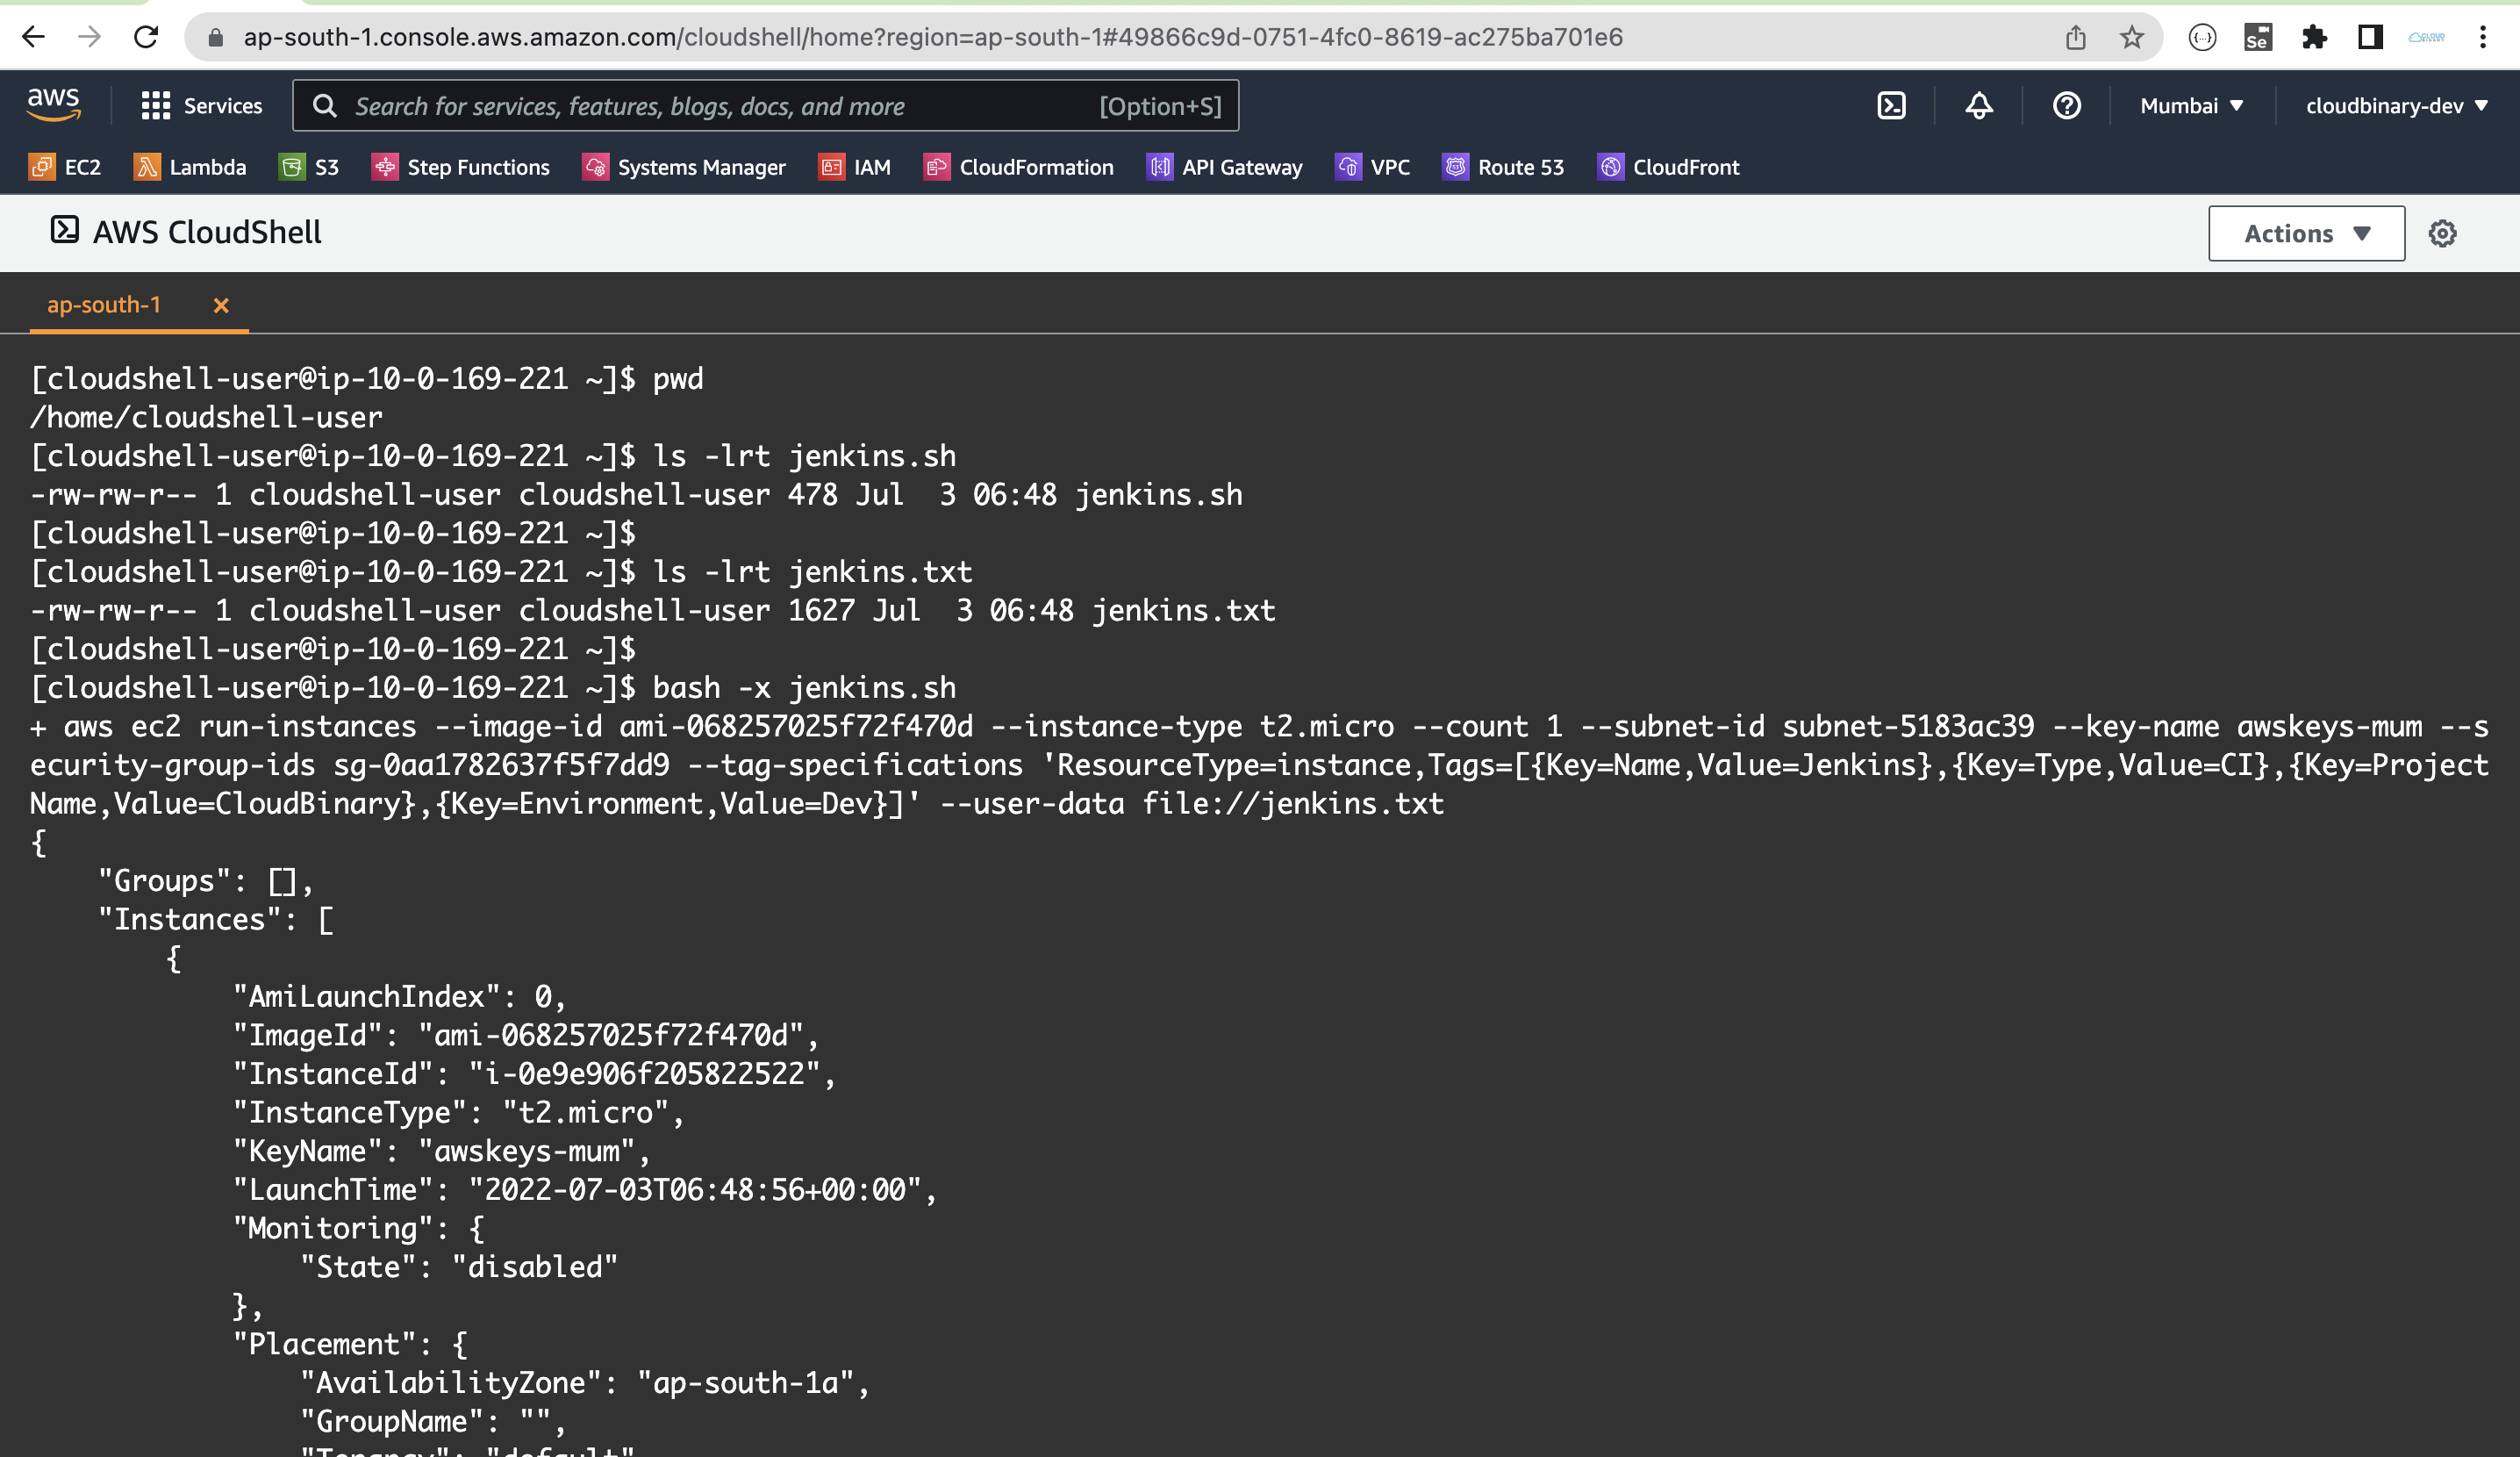 ap-south-1.console.aws.amazon.com/cloudshell/home?region=ap-south-1#49866c9d-0751-4fc0-8619-ac275ba701e6
aws Services Search for services, features, blogs, docs, and more [Option+S] Mumbai cloudbinary-dev
EC2 Lambda S3 Step Functions Systems Manager IAM CloudFormation API Gateway VPC Route 53 CloudFront
AWS CloudShell Actions
ap-south-1
[cloudshell-user@ip-10-0-169-221 ~]$ pwd
/home/cloudshell-user
[cloudshell-user@ip-10-0-169-221 ~]$ ls -lrt jenkins.sh
-rw-rw-r-- 1 cloudshell-user cloudshell-user 478 Jul  3 06:48 jenkins.sh
[cloudshell-user@ip-10-0-169-221 ~]$
[cloudshell-user@ip-10-0-169-221 ~]$ ls -lrt jenkins.txt
-rw-rw-r-- 1 cloudshell-user cloudshell-user 1627 Jul  3 06:48 jenkins.txt
[cloudshell-user@ip-10-0-169-221 ~]$
[cloudshell-user@ip-10-0-169-221 ~]$ bash -x jenkins.sh
+ aws ec2 run-instances --image-id ami-068257025f72f470d --instance-type t2.micro --count 1 --subnet-id subnet-5183ac39 --key-name awskeys-mum --s
ecurity-group-ids sg-0aa1782637f5f7dd9 --tag-specifications 'ResourceType=instance,Tags=[{Key=Name,Value=Jenkins},{Key=Type,Value=CI},{Key=Project
Name,Value=CloudBinary},{Key=Environment,Value=Dev}]' --user-data file://jenkins.txt
{
    "Groups": [],
    "Instances": [
        {
            "AmiLaunchIndex": 0,
            "ImageId": "ami-068257025f72f470d",
            "InstanceId": "i-0e9e906f205822522",
            "InstanceType": "t2.micro",
            "KeyName": "awskeys-mum",
            "LaunchTime": "2022-07-03T06:48:56+00:00",
            "Monitoring": {
                "State": "disabled"
            },
            "Placement": {
                "AvailabilityZone": "ap-south-1a",
                "GroupName": "",
                "Tenancy": "default"